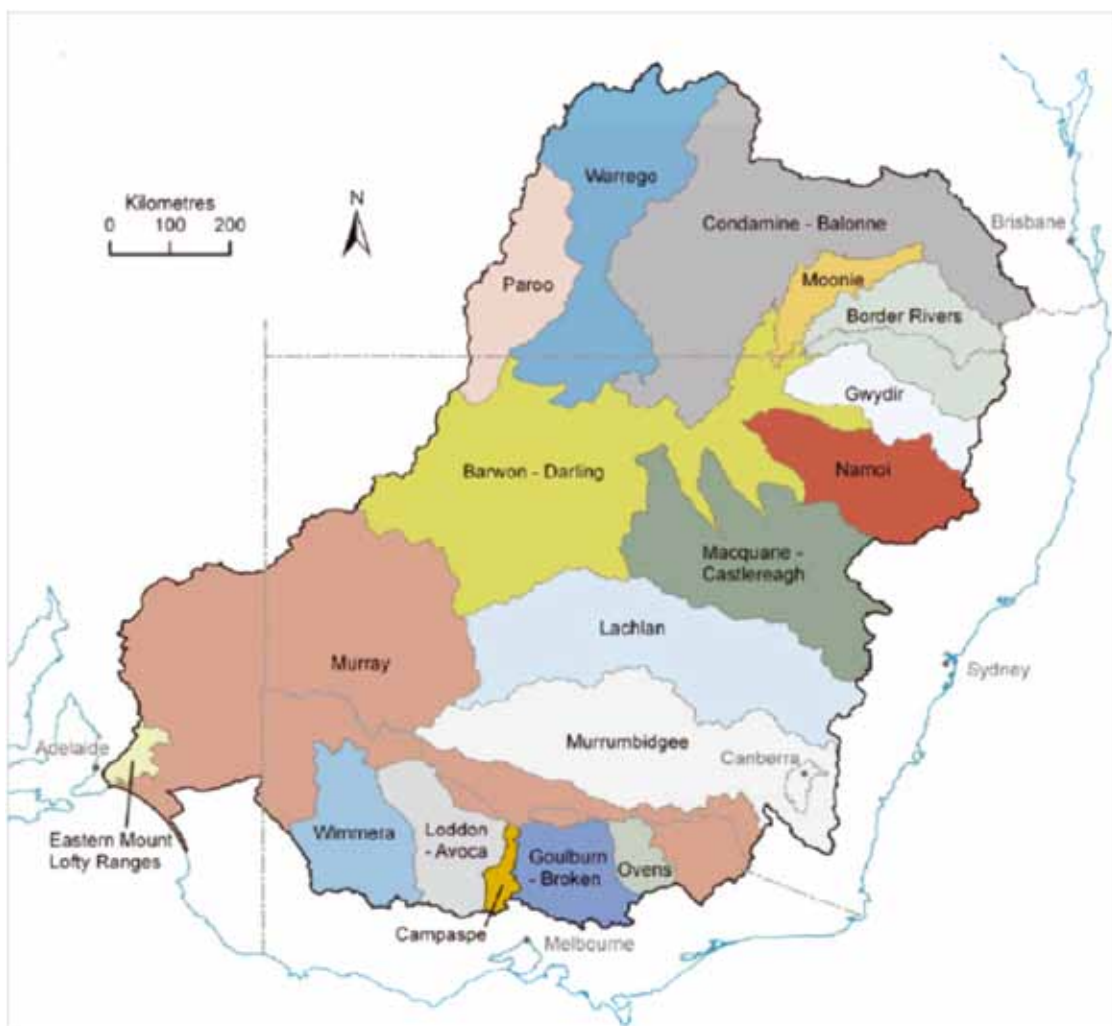 Kilometres
0 100 200
N
Warrego
Condamine - Balonne
Brisbane
Paroo
Moonie
Border Rivers
Gwydir
Barwon - Darling
Namoi
Macquarie -
Castlereagh
Lachlan
Murray
Sydney
Murrumbidgee
Adelaide
Canberra
Eastern Mount
Lofty Ranges
Wimmera
Loddon
- Avoca
Goulburn
- Broken
Ovens
Campaspe
Melbourne